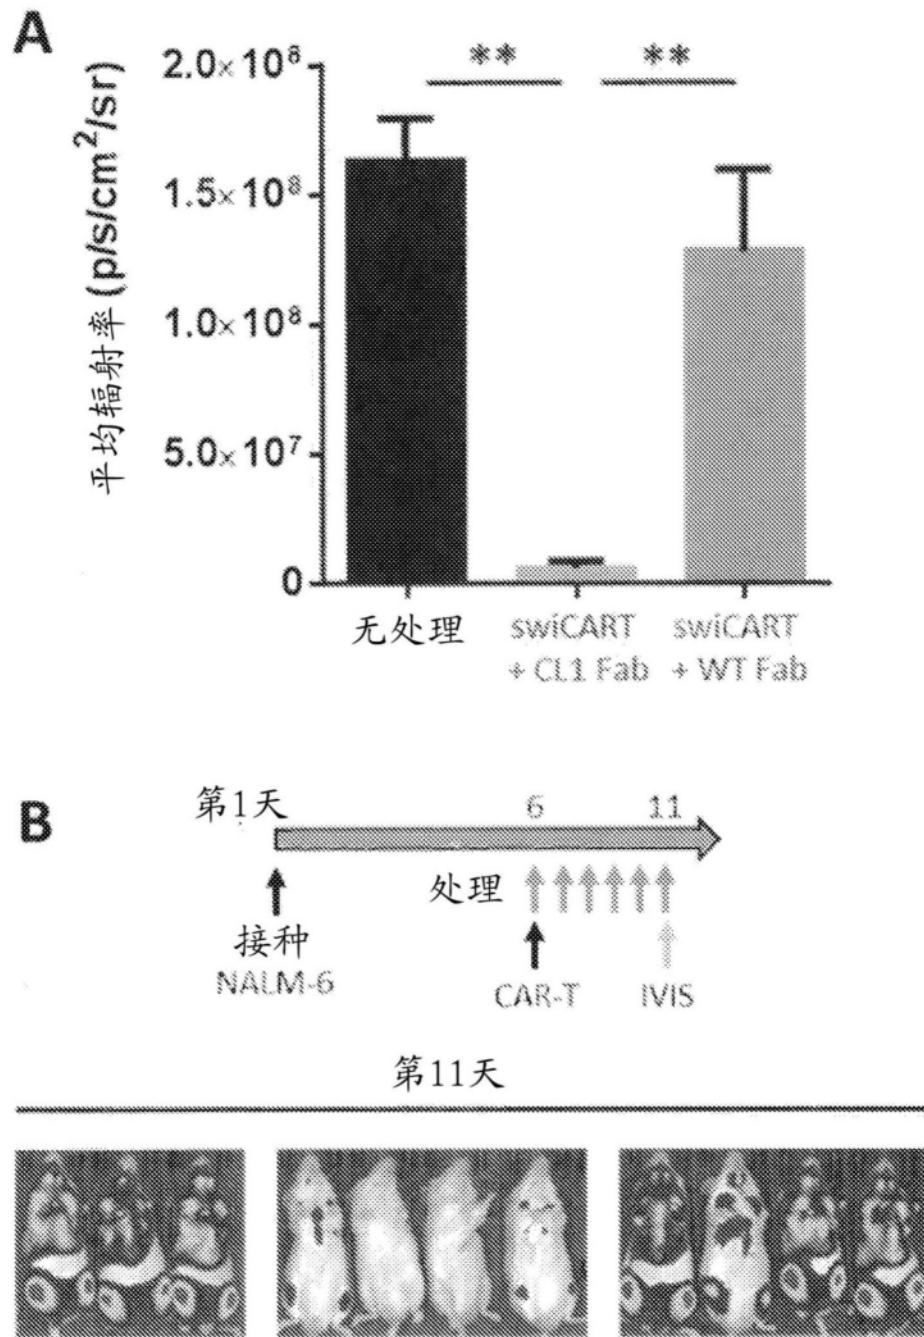 A
平均辐射率 (p/s/cm²/sr)
2.0×10⁸
1.5×10⁸
1.0×10⁸
5.0×10⁷
0
** **
无处理
swiCART + CL1 Fab
swiCART + WT Fab
B
第1天 6 11
处理
接种
NALM-6
CAR-T
IVIS
第11天